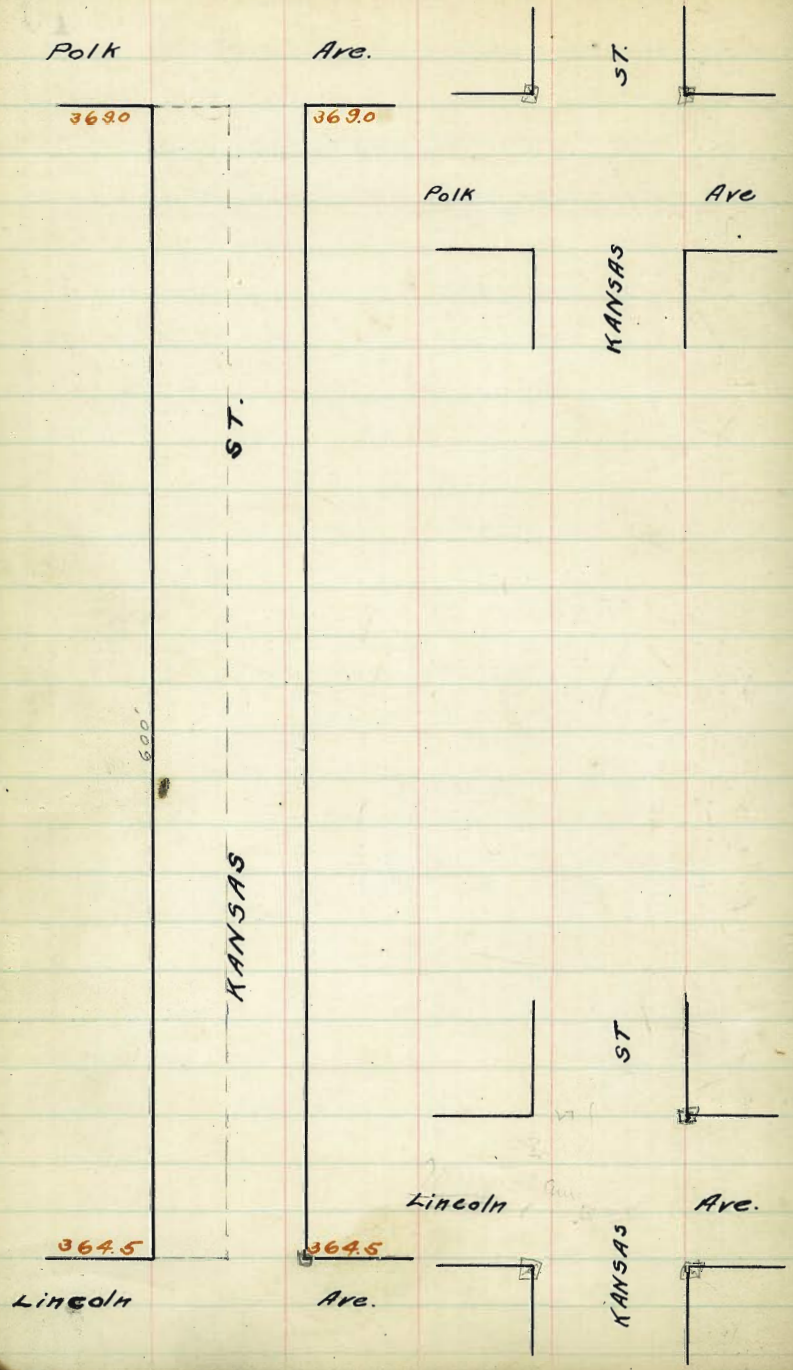 Polk Ave.
369.0 369.0
ST.
600'
KANSAS
364.5 364.5
Lincoln Ave.
ST.
Polk Ave
KANSAS
ST
Lincoln Ave.
KANSAS